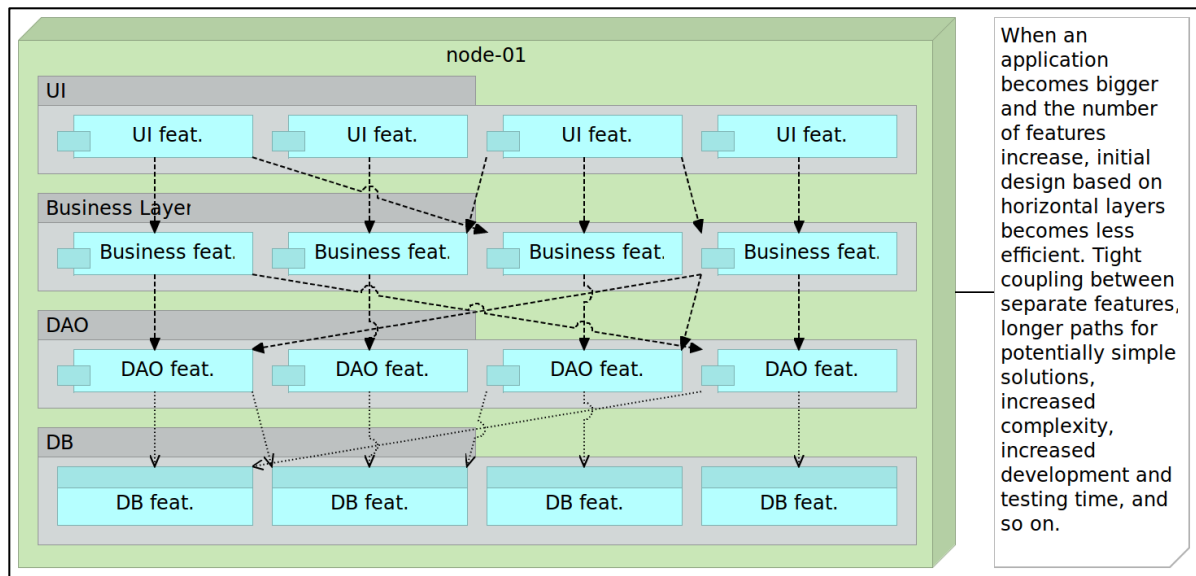 node-01
UI
UI feat.
UI feat.
UI feat.
UI feat.
Business Layer
Business feat.
Business feat.
Business feat.
Business feat.
DAO
DAO feat.
DAO feat.
DAO feat.
DAO feat.
DB
DB feat.
DB feat.
DB feat.
DB feat.
When an
application
becomes bigger
and the number
of features
increase, initial
design based on
horizontal layers
becomes less
efficient. Tight
coupling between
separate features,
longer paths for
potentially simple
solutions,
increased
complexity,
increased
development and
testing time, and
so on.